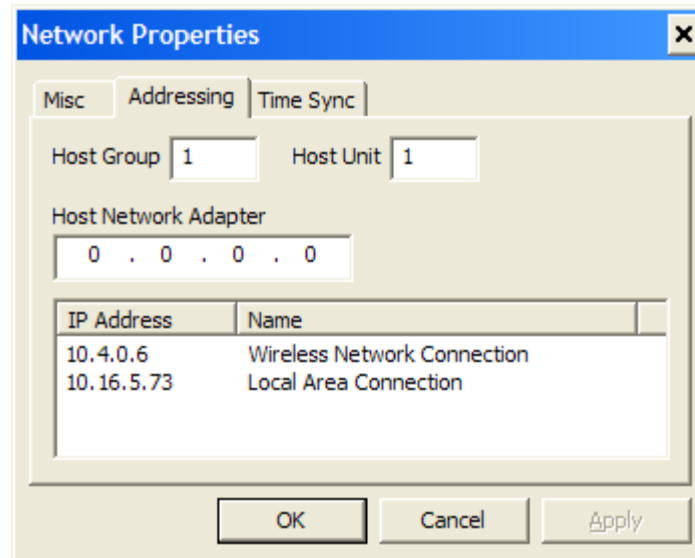 Network Properties
Misc Addressing Time Sync
Host Group 1 Host Unit 1
Host Network Adapter
0 . 0 . 0 . 0
IP Address Name
10.4.0.6 Wireless Network Connection
10.16.5.73 Local Area Connection
OK Cancel Apply